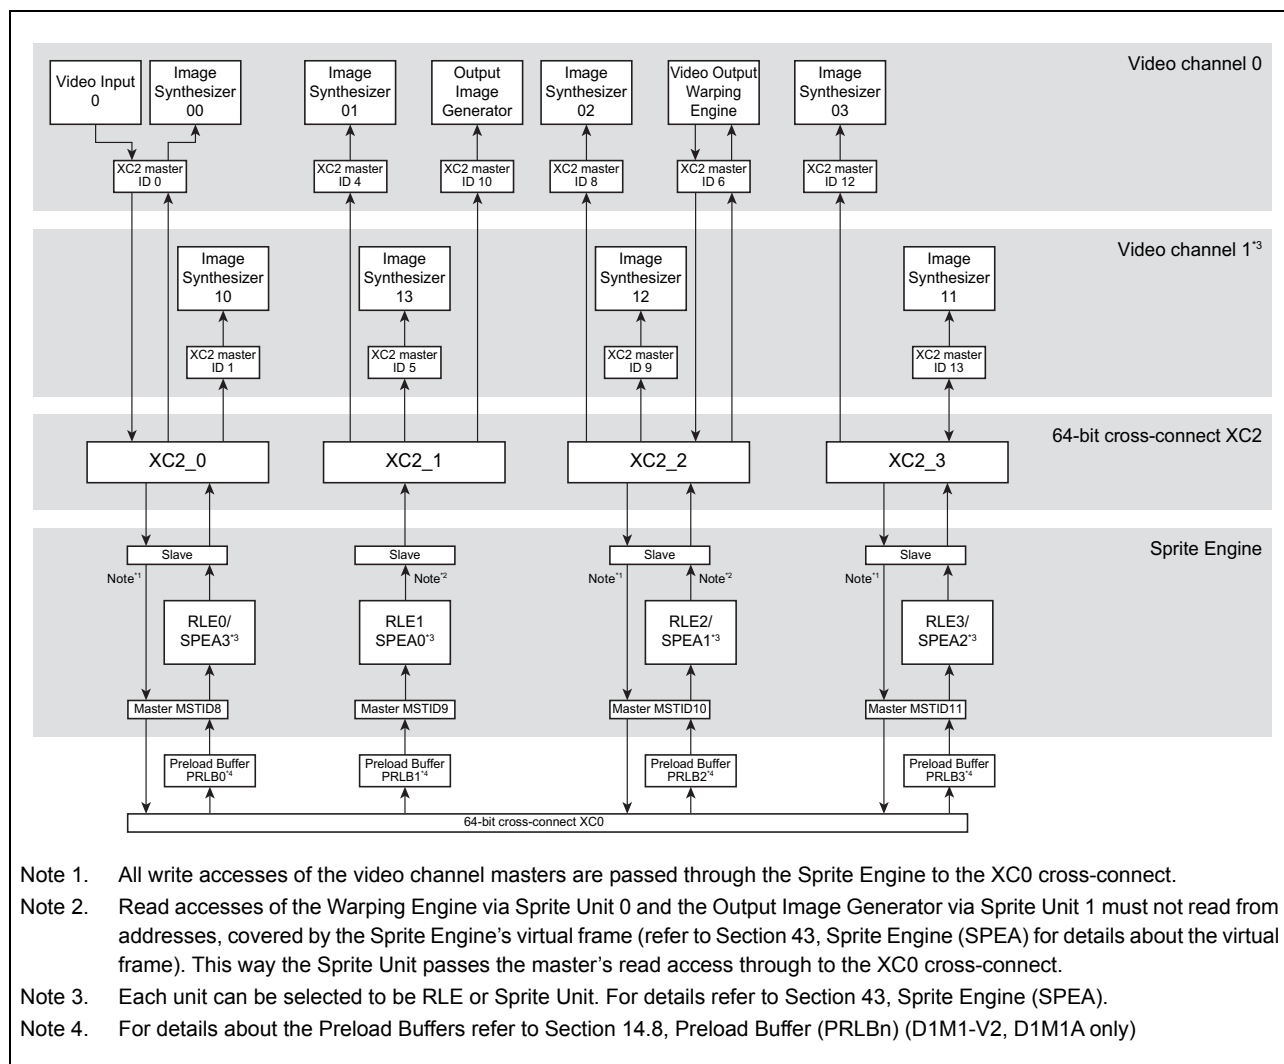 Video channel 0
Video Input
0
Image
Synthesizer
00
Image
Synthesizer
01
Output
Image
Generator
Image
Synthesizer
02
Video Output
Warping
Engine
Image
Synthesizer
03
XC2 master
ID 0
XC2 master
ID 4
XC2 master
ID 10
XC2 master
ID 8
XC2 master
ID 6
XC2 master
ID 12
Video channel 1*3
Image
Synthesizer
10
Image
Synthesizer
13
Image
Synthesizer
12
Image
Synthesizer
11
XC2 master
ID 1
XC2 master
ID 5
XC2 master
ID 9
XC2 master
ID 13
64-bit cross-connect XC2
XC2_0
XC2_1
XC2_2
XC2_3
Sprite Engine
Slave
Slave
Slave
Slave
Note*1
Note*2
Note*1
Note*2
Note*1
RLE0/
SPEA3*3
RLE1
SPEA0*3
RLE2/
SPEA1*3
RLE3/
SPEA2*3
Master MSTID8
Master MSTID9
Master MSTID10
Master MSTID11
Preload Buffer
PRLB0*4
Preload Buffer
PRLB1*4
Preload Buffer
PRLB2*4
Preload Buffer
PRLB3*4
64-bit cross-connect XC0
Note 1. All write accesses of the video channel masters are passed through the Sprite Engine to the XC0 cross-connect.
Note 2. Read accesses of the Warping Engine via Sprite Unit 0 and the Output Image Generator via Sprite Unit 1 must not read from
addresses, covered by the Sprite Engine's virtual frame (refer to Section 43, Sprite Engine (SPEA) for details about the virtual
frame). This way the Sprite Unit passes the master's read access through to the XC0 cross-connect.
Note 3. Each unit can be selected to be RLE or Sprite Unit. For details refer to Section 43, Sprite Engine (SPEA).
Note 4. For details about the Preload Buffers refer to Section 14.8, Preload Buffer (PRLBn) (D1M1-V2, D1M1A only)